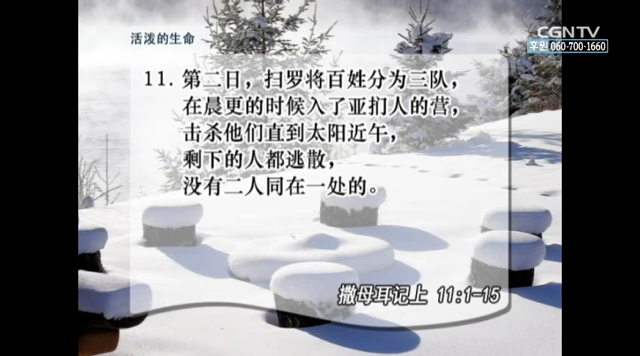 活泼的生命
CGNTV
후원 060-700-1660
11. 第二日，扫罗将百姓分为三队，
在晨更的时候入了亚扪人的营，
击杀他们直到太阳近午，
剩下的人都逃散，
没有二人同在一处的。
撒母耳记上 11:1-15